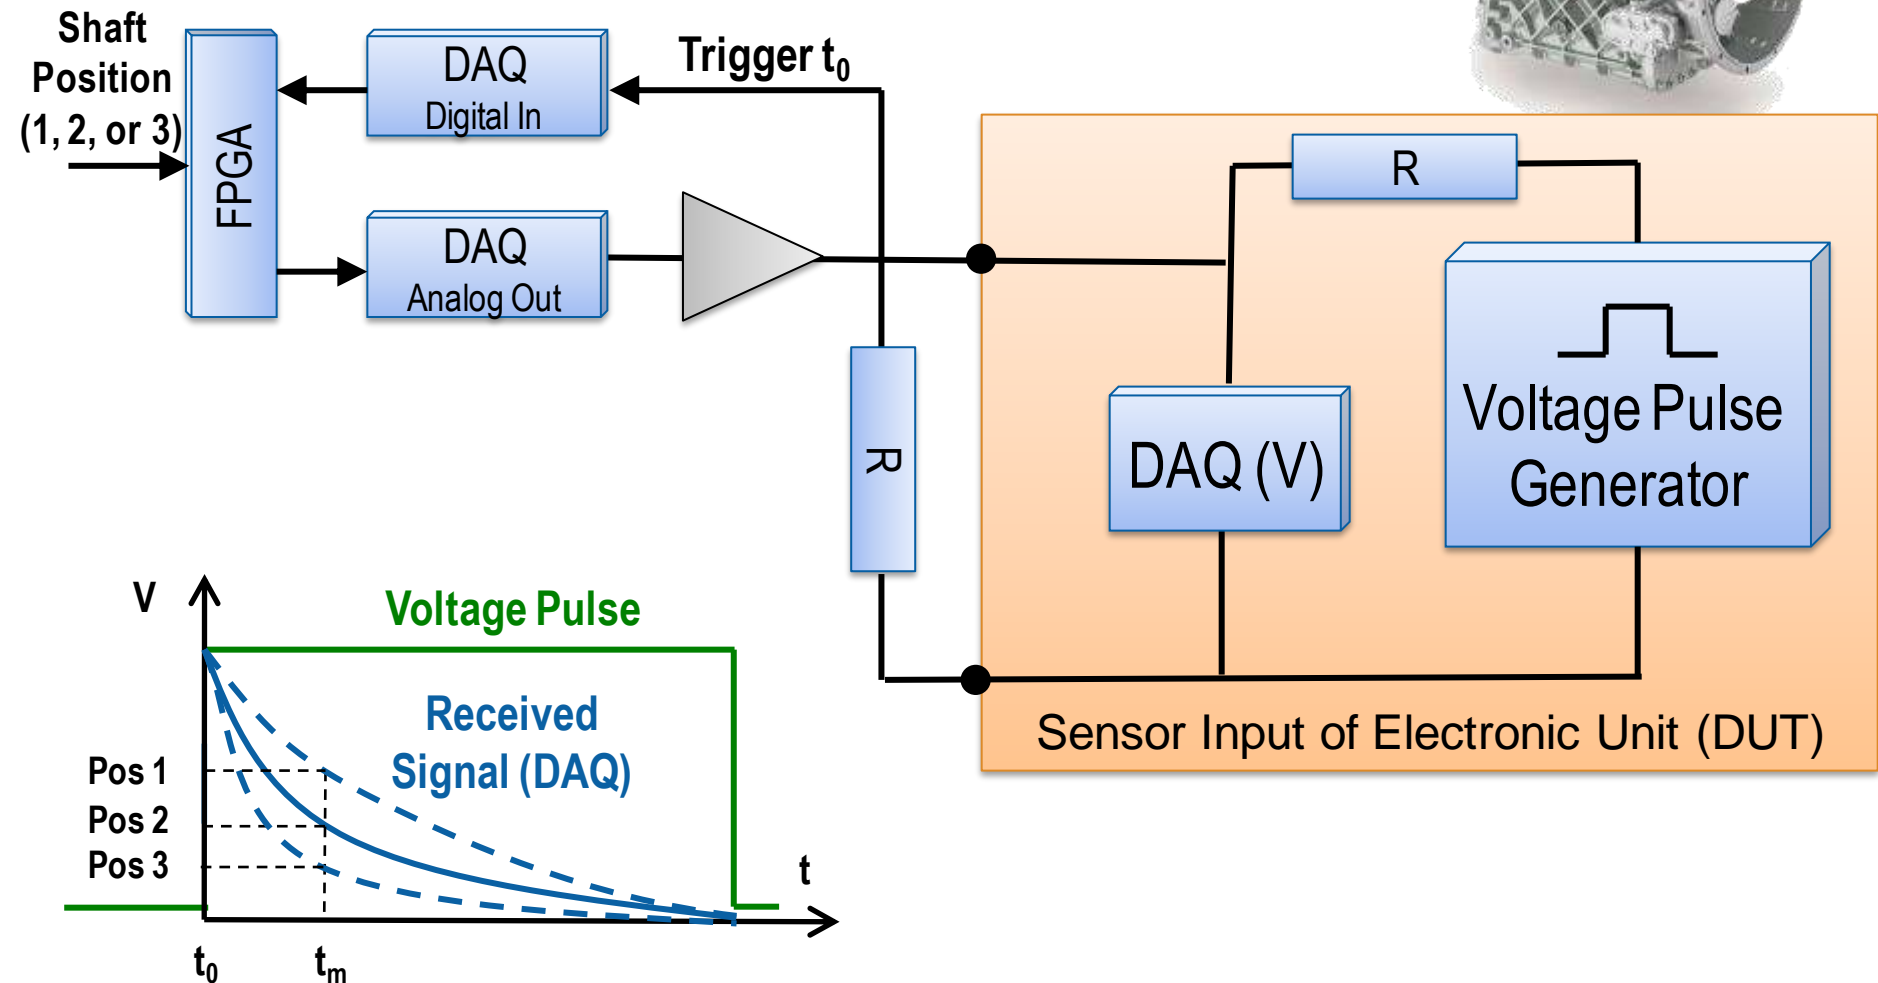 Shaft
Position
(1, 2, or 3)
FPGA
DAQ
Digital In
Trigger t₀
DAQ
Analog Out
R
R
DAQ (V)
Voltage Pulse
Generator
Sensor Input of Electronic Unit (DUT)
V
Voltage Pulse
Received
Signal (DAQ)
Pos 1
Pos 2
Pos 3
t
t₀
tₘ